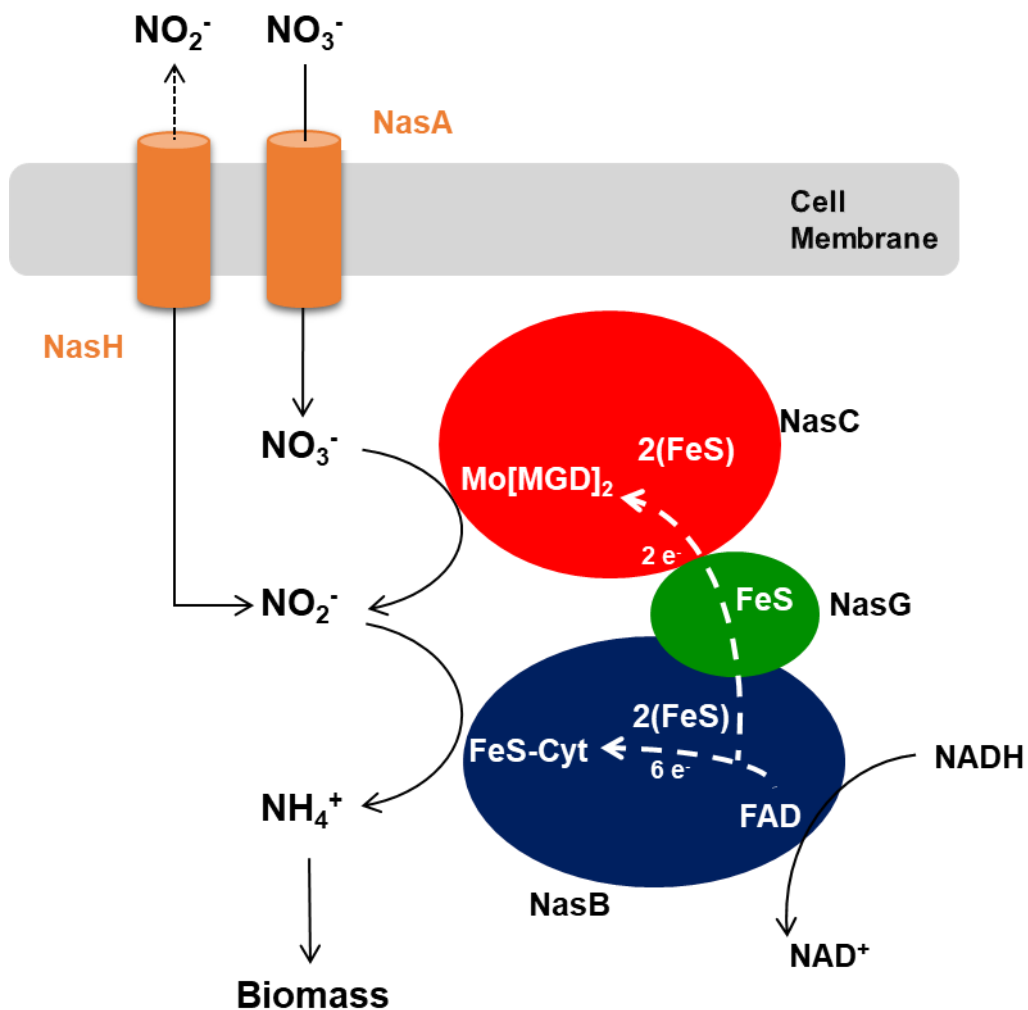 NO₂⁻ NO₃⁻
NasA
Cell
Membrane
NasH
NasC
NO₃⁻
2(FeS)
Mo[MGD]₂
2 e⁻
FeS
NasG
NO₂⁻
2(FeS)
FeS-Cyt
6 e⁻
NADH
NH₄⁺
FAD
NasB
NAD⁺
Biomass